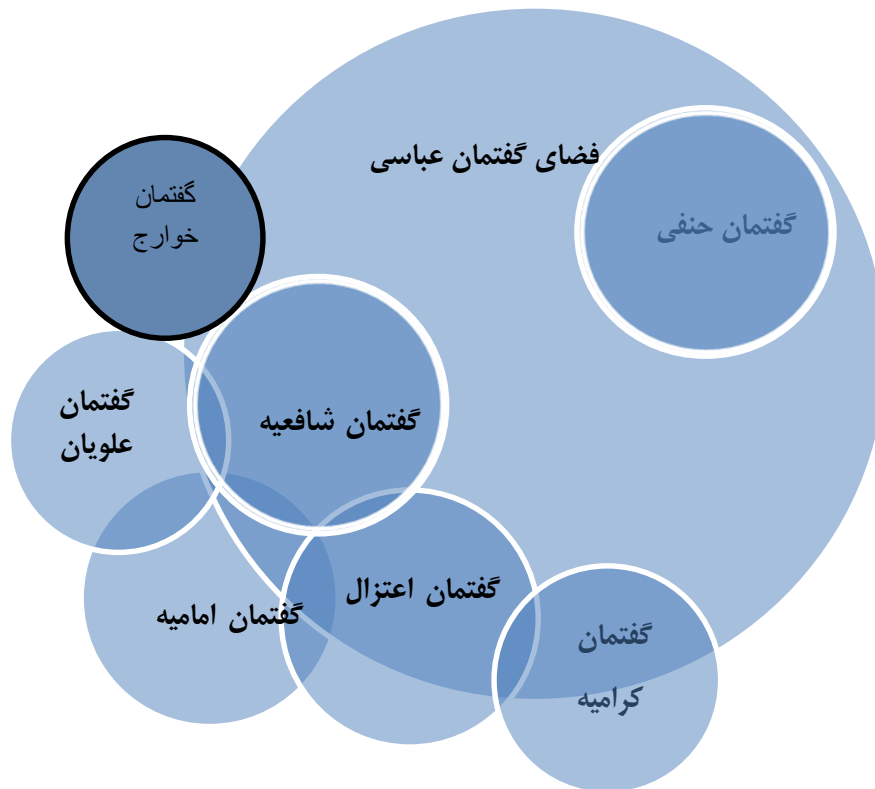 فضای گفتمان عباسی
گفتمان
خوارج
گفتمان حنفی
گفتمان
علویان
گفتمان شافعیه
گفتمان اعتزال
گفتمان امامیه
گفتمان
کرامیه